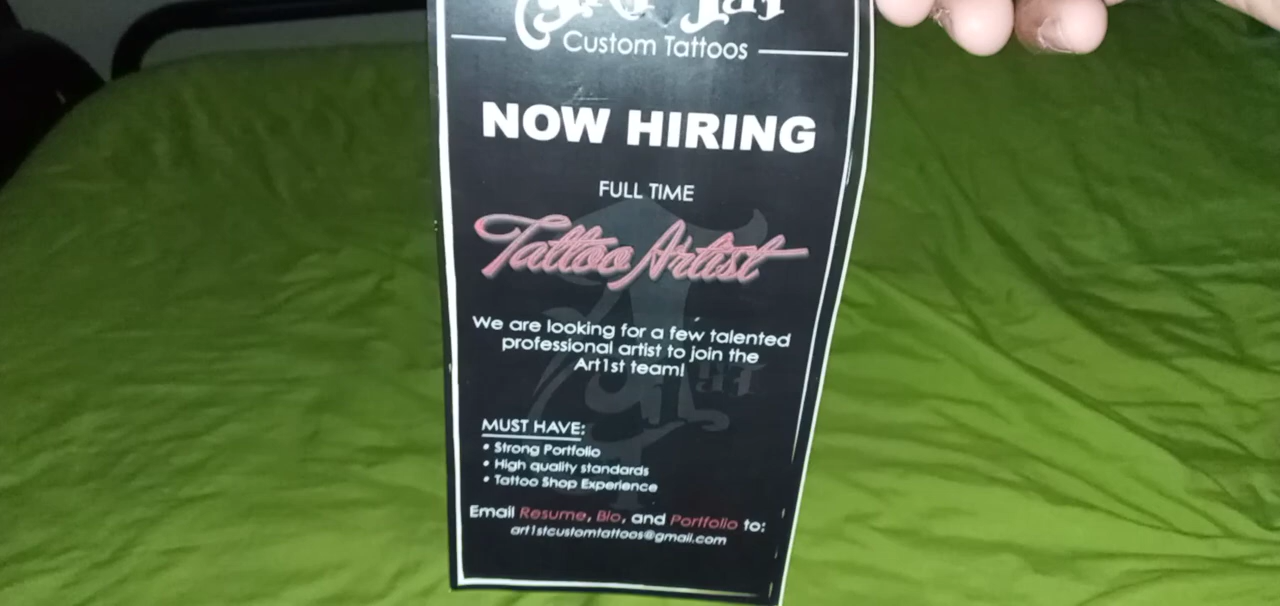 Custom Tattoos
NOW HIRING
FULL TIME
Tattoo Artist
We are looking for a few talented
professional artist to join the
Art1st team!
MUST HAVE:
• Strong Portfolio
• High quality standards
• Tattoo Shop Experience
Email Resume, Bio, and Portfolio to:
art1stcustomtattoos@gmail.com